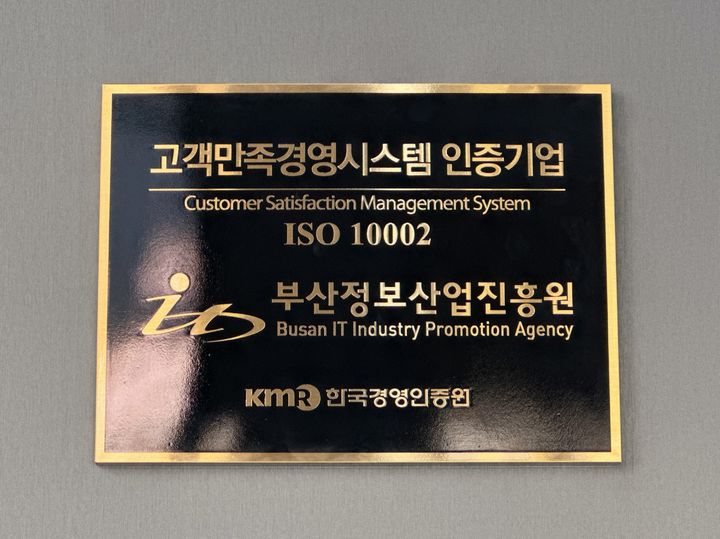 고객만족경영시스템 인증기업
Customer Satisfaction Management System
ISO 10002
부산정보산업진흥원
Busan IT Industry Promotion Agency
KMR 한국경영인증원